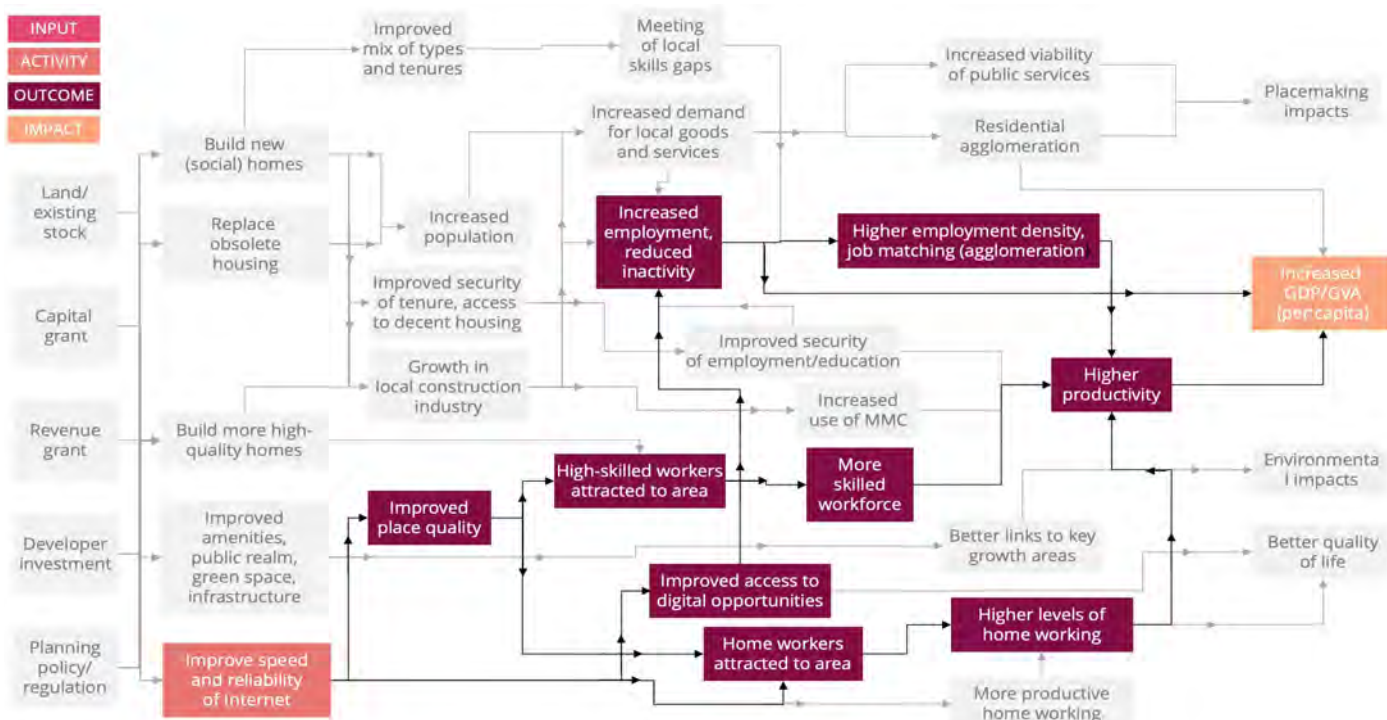 INPUT
ACTIVITY
OUTCOME
IMPACT
Land/
existing
stock
Capital
grant
Revenue
grant
Developer
investment
Planning
policy/
regulation
Build new
(social) homes
Replace
obsolete
housing
Build more high-
quality homes
Improved
amenities,
public realm,
green space,
infrastructure
Improve speed
and reliability
of internet
Improved
mix of types
and tenures
Increased
population
Improved security
of tenure, access
to decent housing
Growth in
local construction
industry
Improved
place quality
Meeting
of local
skills gaps
Increased demand
for local goods
and services
Increased
employment,
reduced
inactivity
Improved security
of employment/education
Increased
use of MMC
High-skilled workers
attracted to area
More
skilled
workforce
Improved access to
digital opportunities
Home workers
attracted to area
Increased viability
of public services
Residential
agglomeration
Higher employment density,
job matching (agglomeration
Higher
productivity
Better links to key
growth areas
Higher levels of
home working
More productive
home working
Placemaking
impacts
Increased
GDP/GVA
(per capita)
Environmenta
l impacts
Better quality
of life